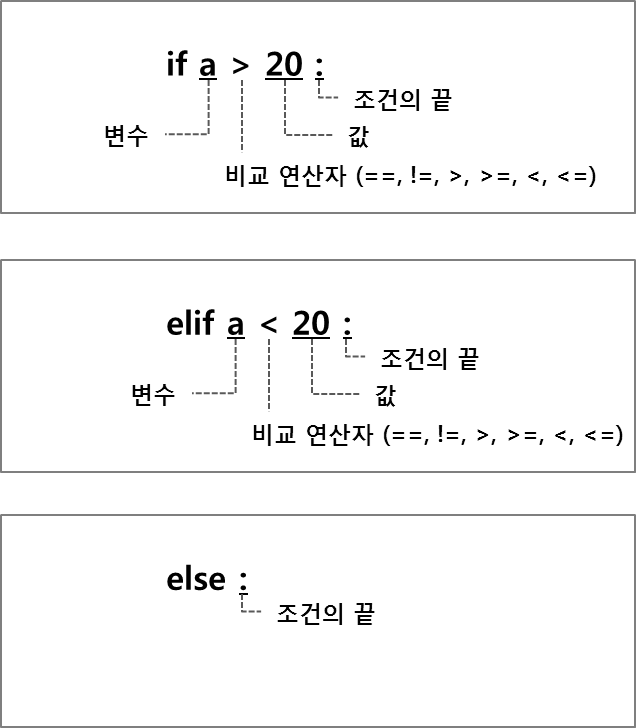 if a > 20 :
조건의 끝
변수
값
비교 연산자 (==, !=, >, >=, <, <=)
elif a < 20 :
조건의 끝
변수
값
비교 연산자 (==, !=, >, >=, <, <=)
else :
조건의 끝